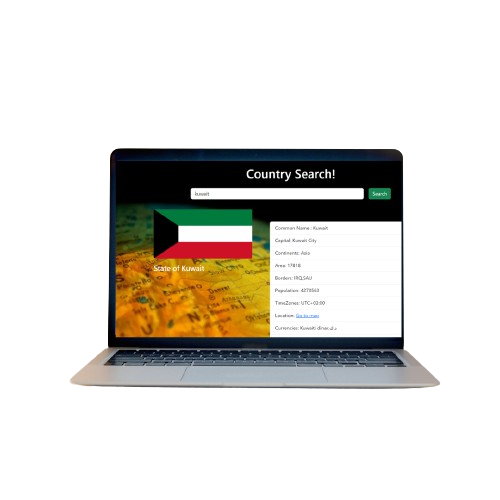 Country Search!
kuwait
Search
State of Kuwait
Common Name : Kuwait
Capital: Kuwait City
Continents: Asia
Area: 17818
Borders: IRQ,SAU
Population: 4270563
TimeZones: UTC+03:00
Location: Go to map
Currencies: Kuwaiti dinar,د.ك